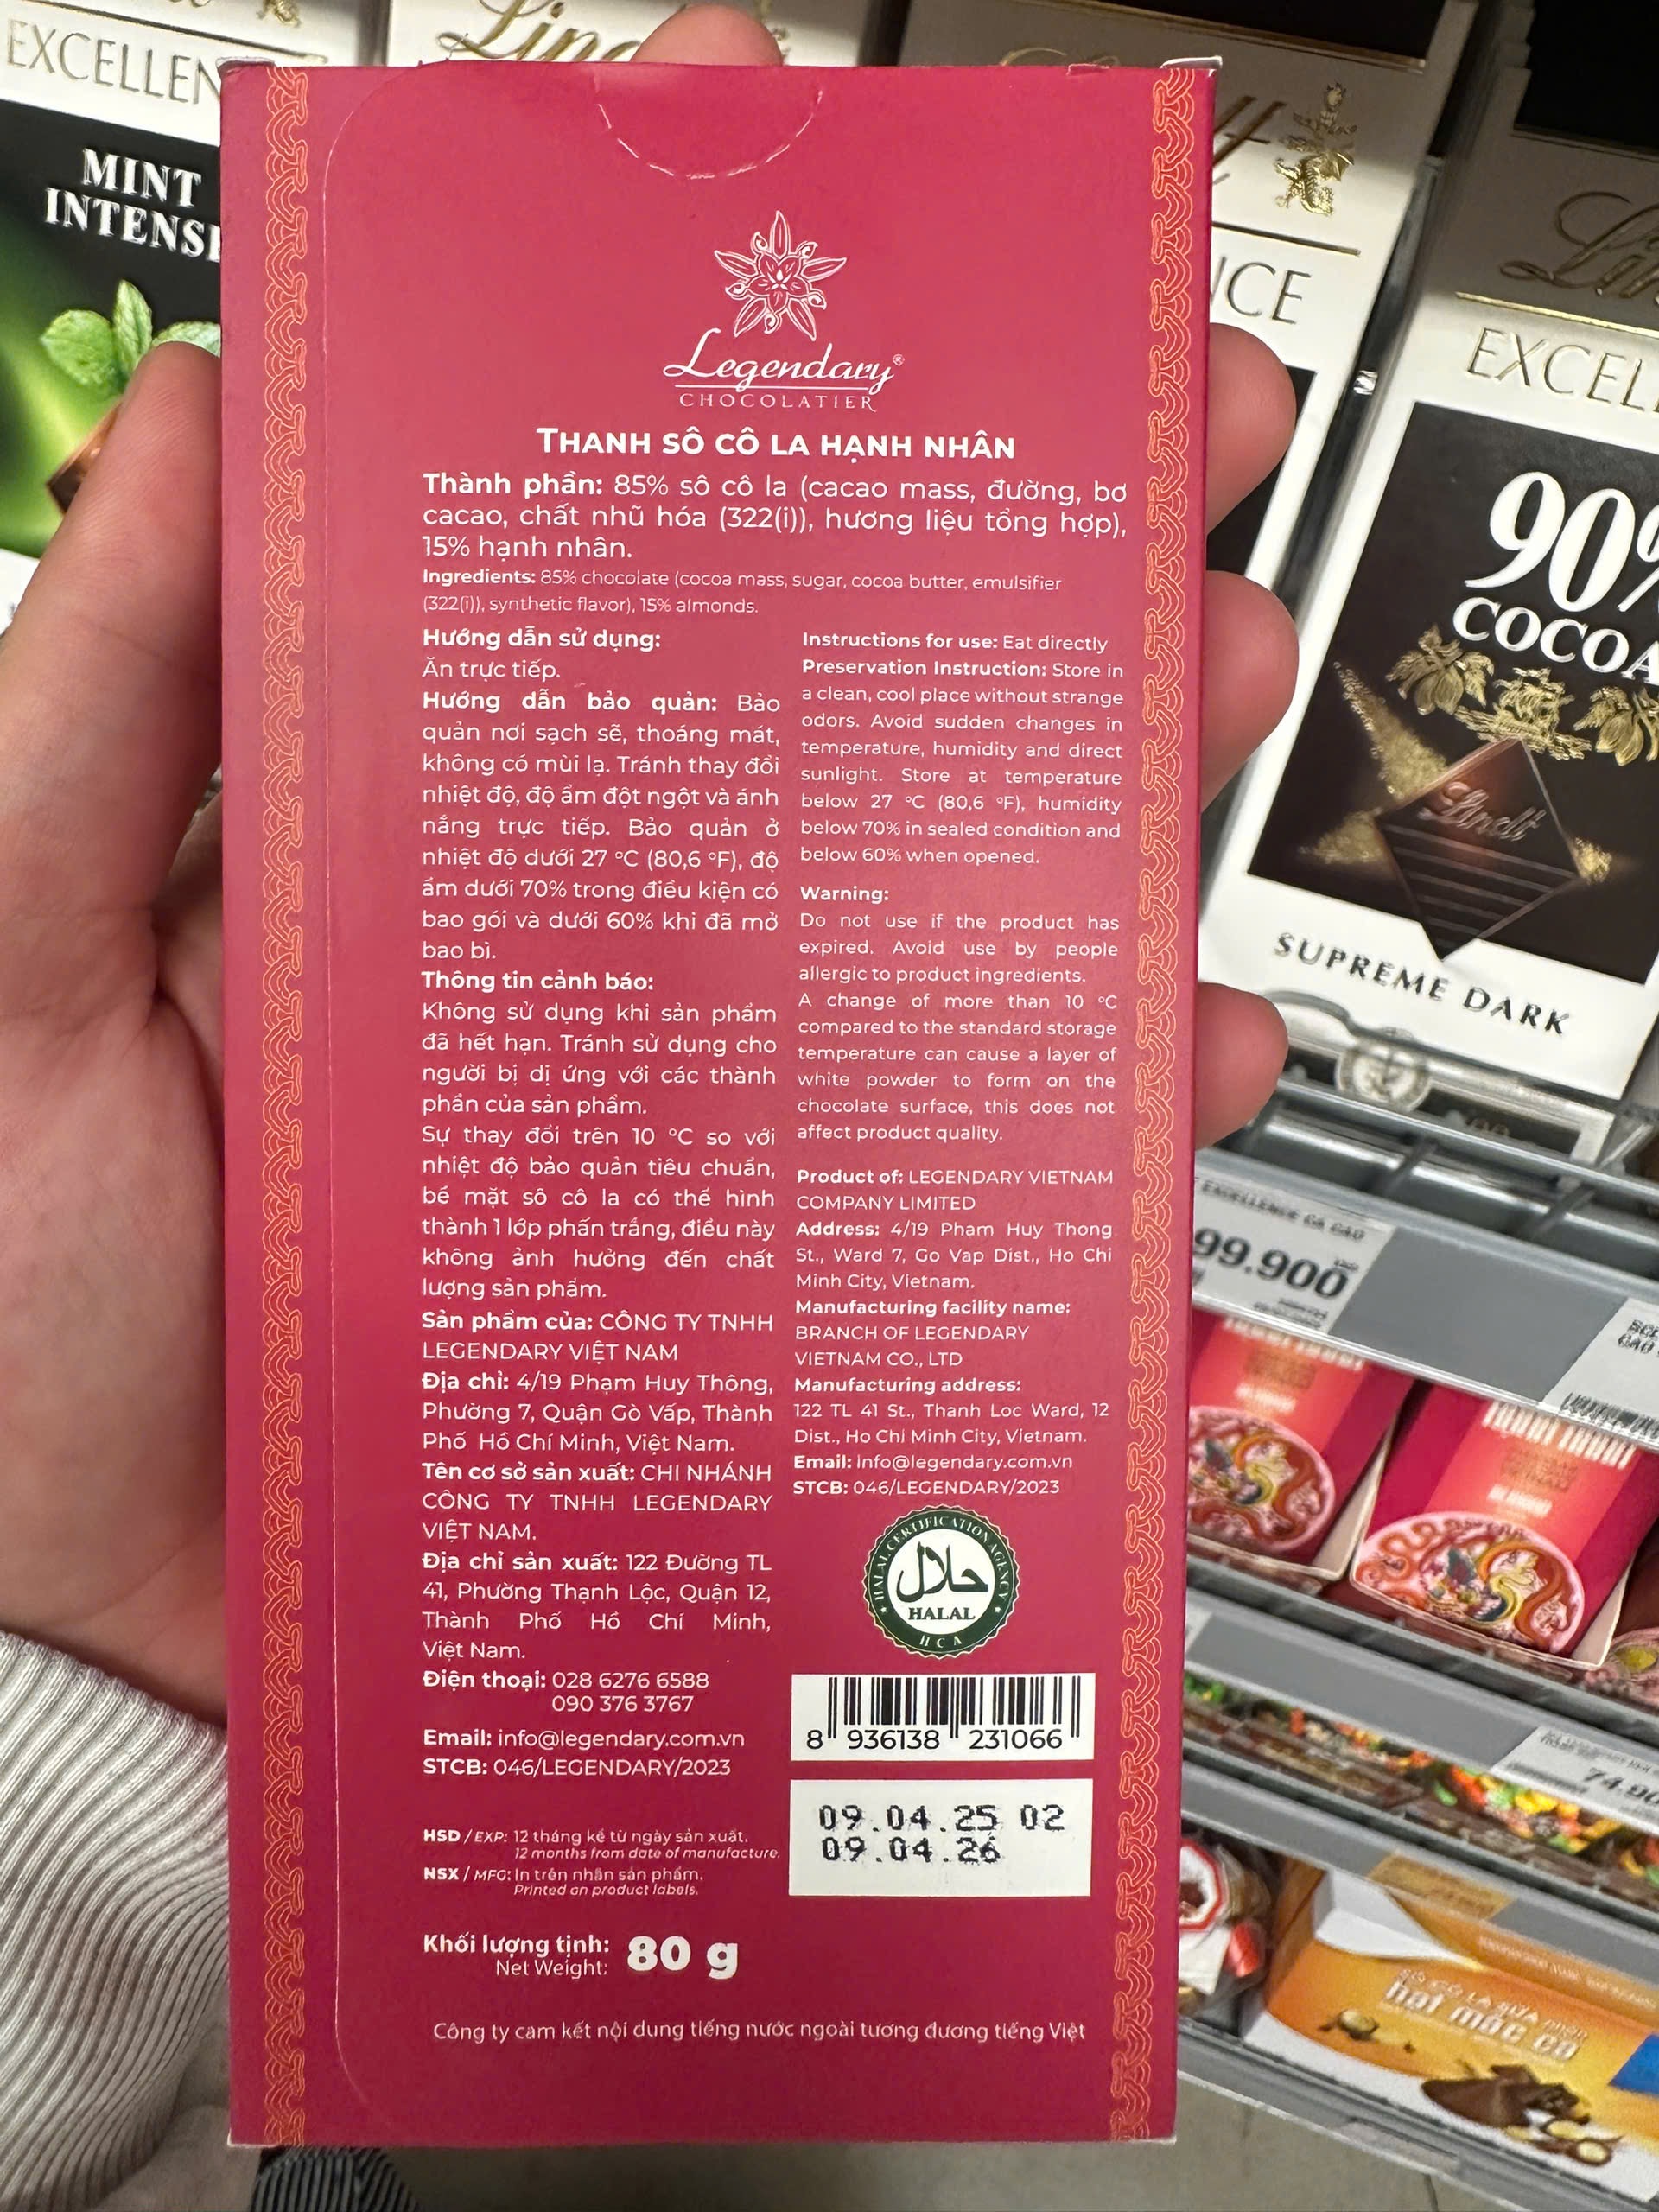 EXCELLEN
MINT
INTENSE
Legendary®
CHOCOLATIER
THANH SÔ CÔ LA HẠNH NHÂN
Thành phần: 85% sô cô la (cacao mass, đường, bơ
cacao, chất nhũ hóa (322(i)), hương liệu tổng hợp),
15% hạnh nhân.
Ingredients: 85% chocolate (cocoa mass, sugar, cocoa butter, emulsifier
(322(i)), synthetic flavor), 15% almonds.
Hướng dẫn sử dụng:
Ăn trực tiếp.
Hướng dẫn bảo quản: Bảo
quản nơi sạch sẽ, thoáng mát,
không có mùi lạ. Tránh thay đổi
nhiệt độ, độ ẩm đột ngột và ánh
nắng trực tiếp. Bảo quản ở
nhiệt độ dưới 27 °C (80,6 °F), độ
ẩm dưới 70% trong điều kiện có
bao gói và dưới 60% khi đã mở
bao bì.
Thông tin cảnh báo:
Không sử dụng khi sản phẩm
đã hết hạn. Tránh sử dụng cho
người bị dị ứng với các thành
phần của sản phẩm.
Sự thay đổi trên 10 °C so với
nhiệt độ bảo quản tiêu chuẩn,
bề mặt sô cô la có thể hình
thành 1 lớp phấn trắng, điều này
không ảnh hưởng đến chất
lượng sản phẩm.
Sản phẩm của: CÔNG TY TNHH
LEGENDARY VIỆT NAM
Địa chỉ: 4/19 Phạm Huy Thông,
Phường 7, Quận Gò Vấp, Thành
Phố Hồ Chí Minh, Việt Nam.
Tên cơ sở sản xuất: CHI NHÁNH
CÔNG TY TNHH LEGENDARY
VIỆT NAM.
Địa chỉ sản xuất: 122 Đường TL
41, Phường Thạnh Lộc, Quận 12,
Thành Phố Hồ Chí Minh,
Việt Nam.
Điện thoại: 028 6276 6588
090 376 3767
Email: info@legendary.com.vn
STCB: 046/LEGENDARY/2023
HSD / EXP: 12 tháng kể từ ngày sản xuất.
12 months from date of manufacture.
NSX / MFG: In trên nhãn sản phẩm.
Printed on product labels.
Khối lượng tịnh: 80 g
Net Weight:
Instructions for use: Eat directly
Preservation Instruction: Store in
a clean, cool place without strange
odors. Avoid sudden changes in
temperature, humidity and direct
sunlight. Store at temperature
below 27 °C (80,6 °F), humidity
below 70% in sealed condition and
below 60% when opened.
Warning:
Do not use if the product has
expired. Avoid use by people
allergic to product ingredients.
A change of more than 10 °C
compared to the standard storage
temperature can cause a layer of
white powder to form on the
chocolate surface, this does not
affect product quality.
Product of: LEGENDARY VIETNAM
COMPANY LIMITED
Address: 4/19 Pham Huy Thong
St., Ward 7, Go Vap Dist., Ho Chi
Minh City, Vietnam.
Manufacturing facility name:
BRANCH OF LEGENDARY
VIETNAM CO., LTD
Manufacturing address:
122 TL 41 St., Thanh Loc Ward, 12
Dist., Ho Chi Minh City, Vietnam.
Email: info@legendary.com.vn
STCB: 046/LEGENDARY/2023
HALAL CERTIFICATION AGENCY
حلال
HALAL
HCA
8 936138 231066
09.04.25 02
09.04.26
Công ty cam kết nội dung tiếng nước ngoài tương đương tiếng Việt
Lindt
NCE
EXCEL
90%
COCOA
Lindt
SUPREME DARK
99.900
74.90
hạt mắc ca